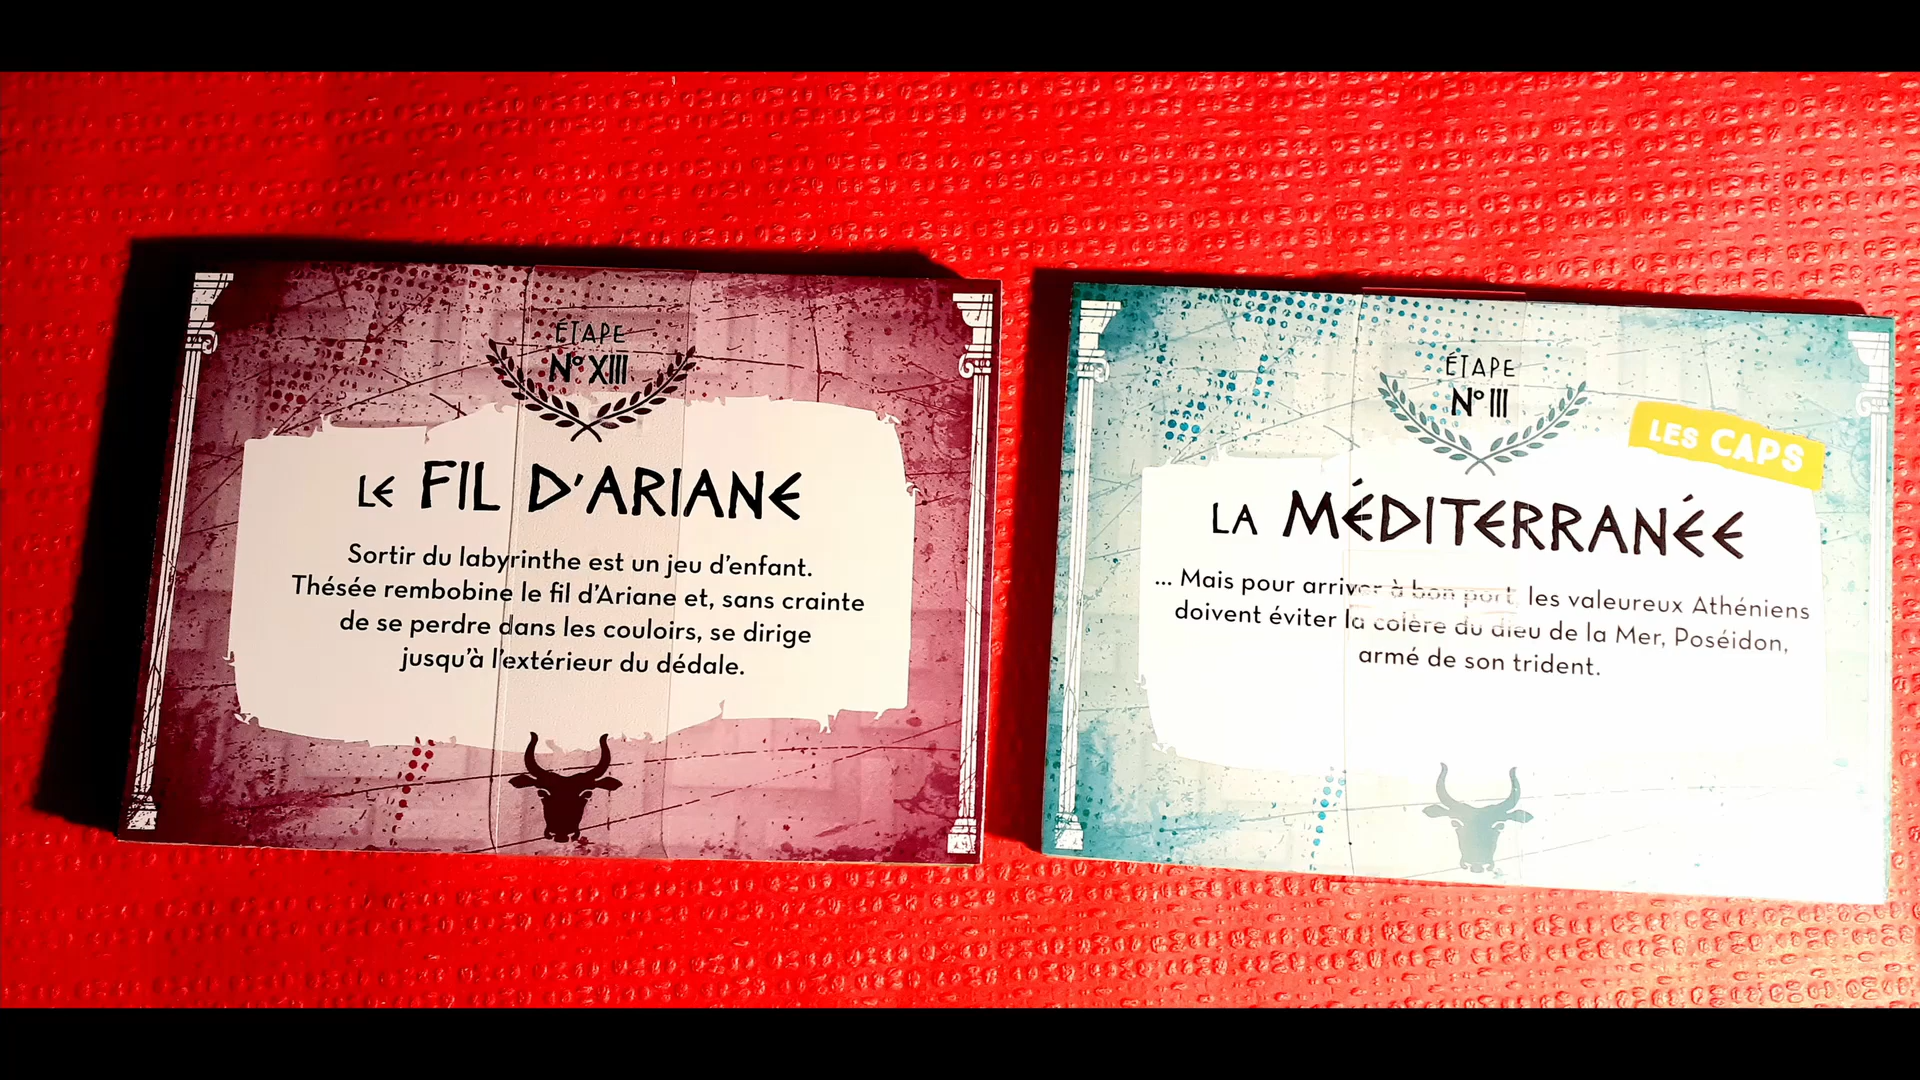 ÉTAPE
N° XIII
LE FIL D'ARIANE
Sortir du labyrinthe est un jeu d'enfant.
Thésée rembobine le fil d'Ariane et, sans crainte
de se perdre dans les couloirs, se dirige
jusqu'à l'extérieur du dédale.
ÉTAPE
N° III
LES CAPS
LA MÉDITERRANÉE
... Mais pour arriver à bon port, les valeureux Athéniens
doivent éviter la colère du dieu de la Mer, Poséidon,
armé de son trident.